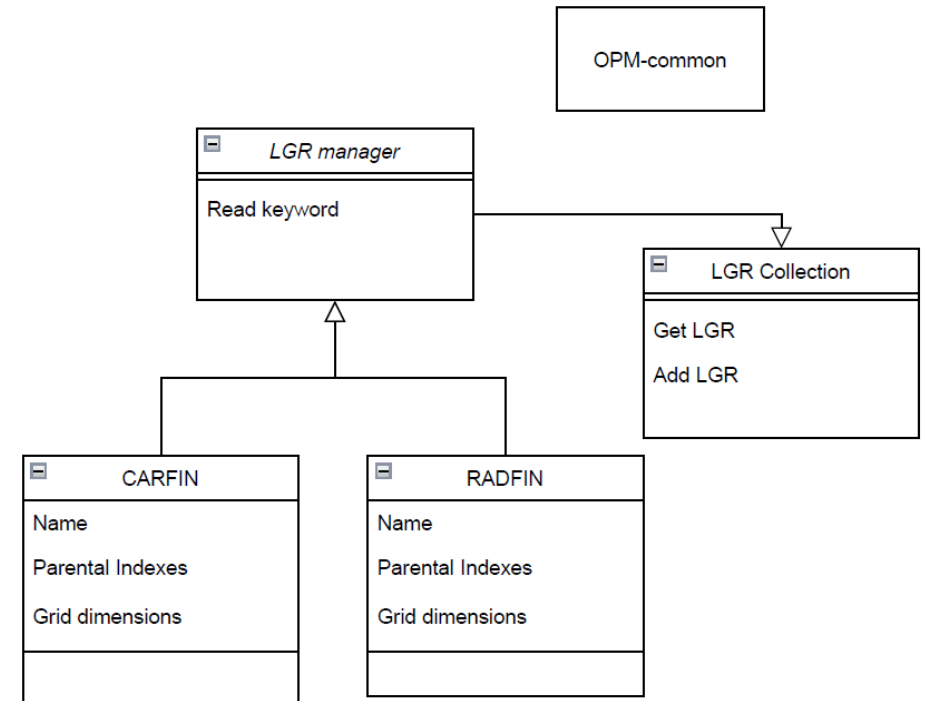 OPM-common
LGR manager
Read keyword
LGR Collection
Get LGR
Add LGR
CARFIN
Name
Parental Indexes
Grid dimensions
RADFIN
Name
Parental Indexes
Grid dimensions